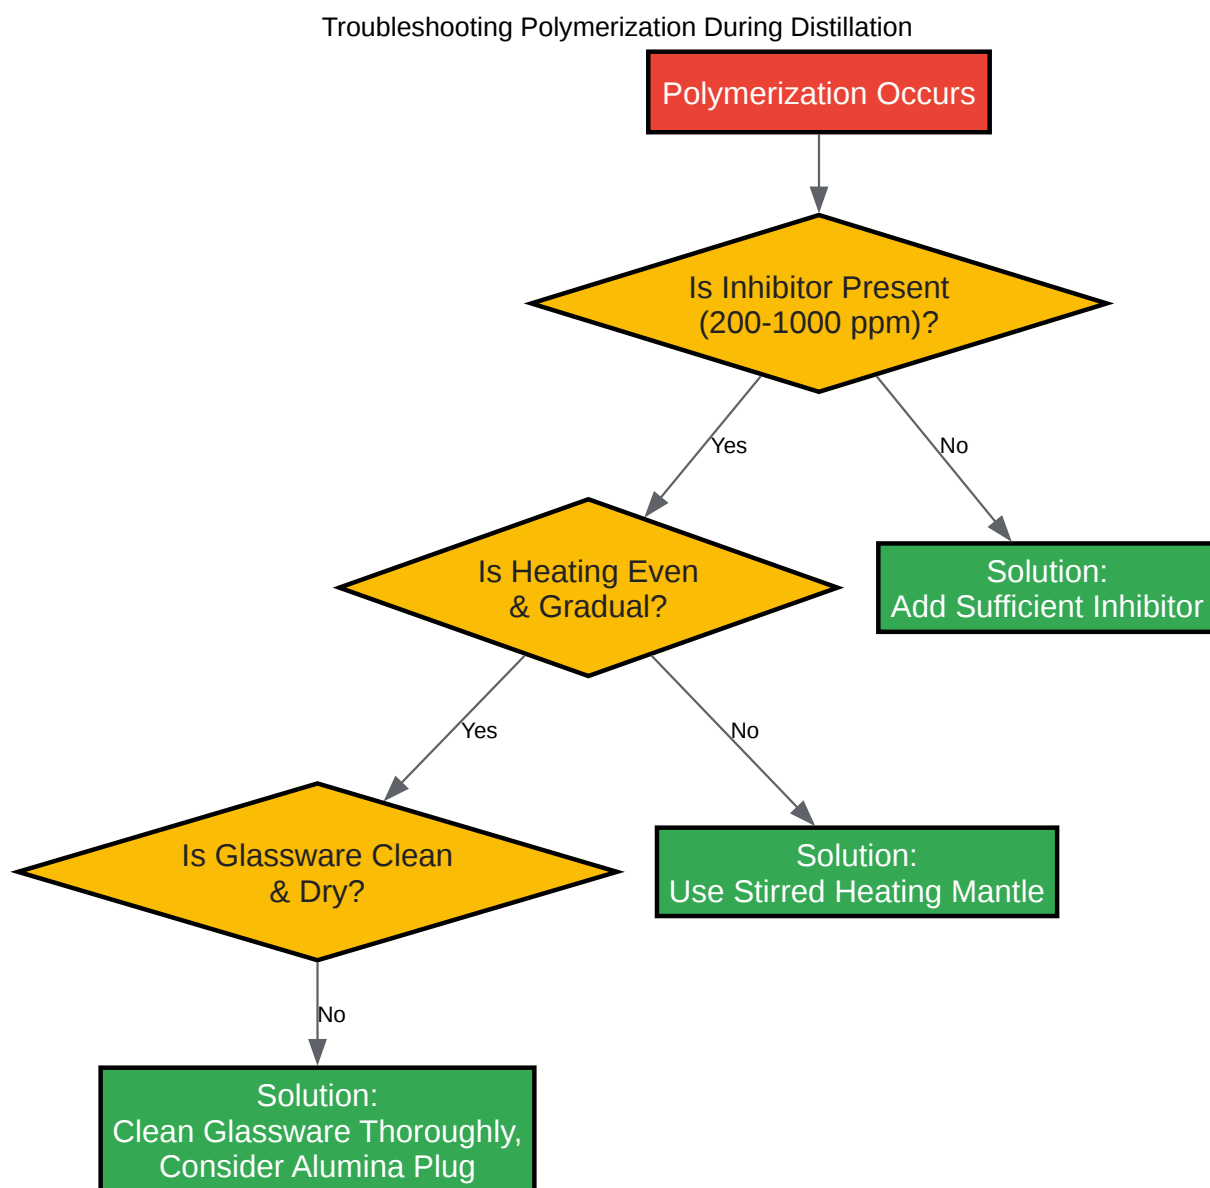 Troubleshooting Polymerization During Distillation
Polymerization Occurs
Is Inhibitor Present
(200-1000 ppm)?
Yes
No
Is Heating Even
& Gradual?
Solution:
Add Sufficient Inhibitor
Yes
No
Is Glassware Clean
& Dry?
Solution:
Use Stirred Heating Mantle
No
Solution:
Clean Glassware Thoroughly,
Consider Alumina Plug